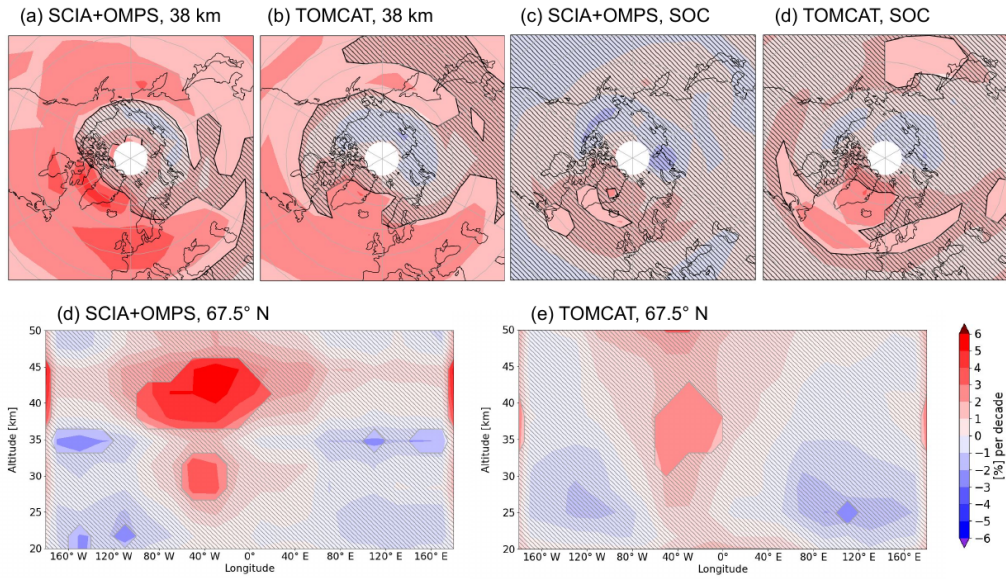 (a) SCIA+OMPS, 38 km
(b) TOMCAT, 38 km
(c) SCIA+OMPS, SOC
(d) TOMCAT, SOC
(d) SCIA+OMPS, 67.5° N
(e) TOMCAT, 67.5° N
50
45
40
35
30
25
20
Altitude [km]
160° W 120° W 80° W 40° W 0° 40° E 80° E 120° E 160° E
Longitude
50
45
40
35
30
25
20
Altitude [km]
160° W 120° W 80° W 40° W 0° 40° E 80° E 120° E 160° E
Longitude
6
5
4
3
2
1
0
−1
−2
−3
−4
−5
−6
[%] per decade